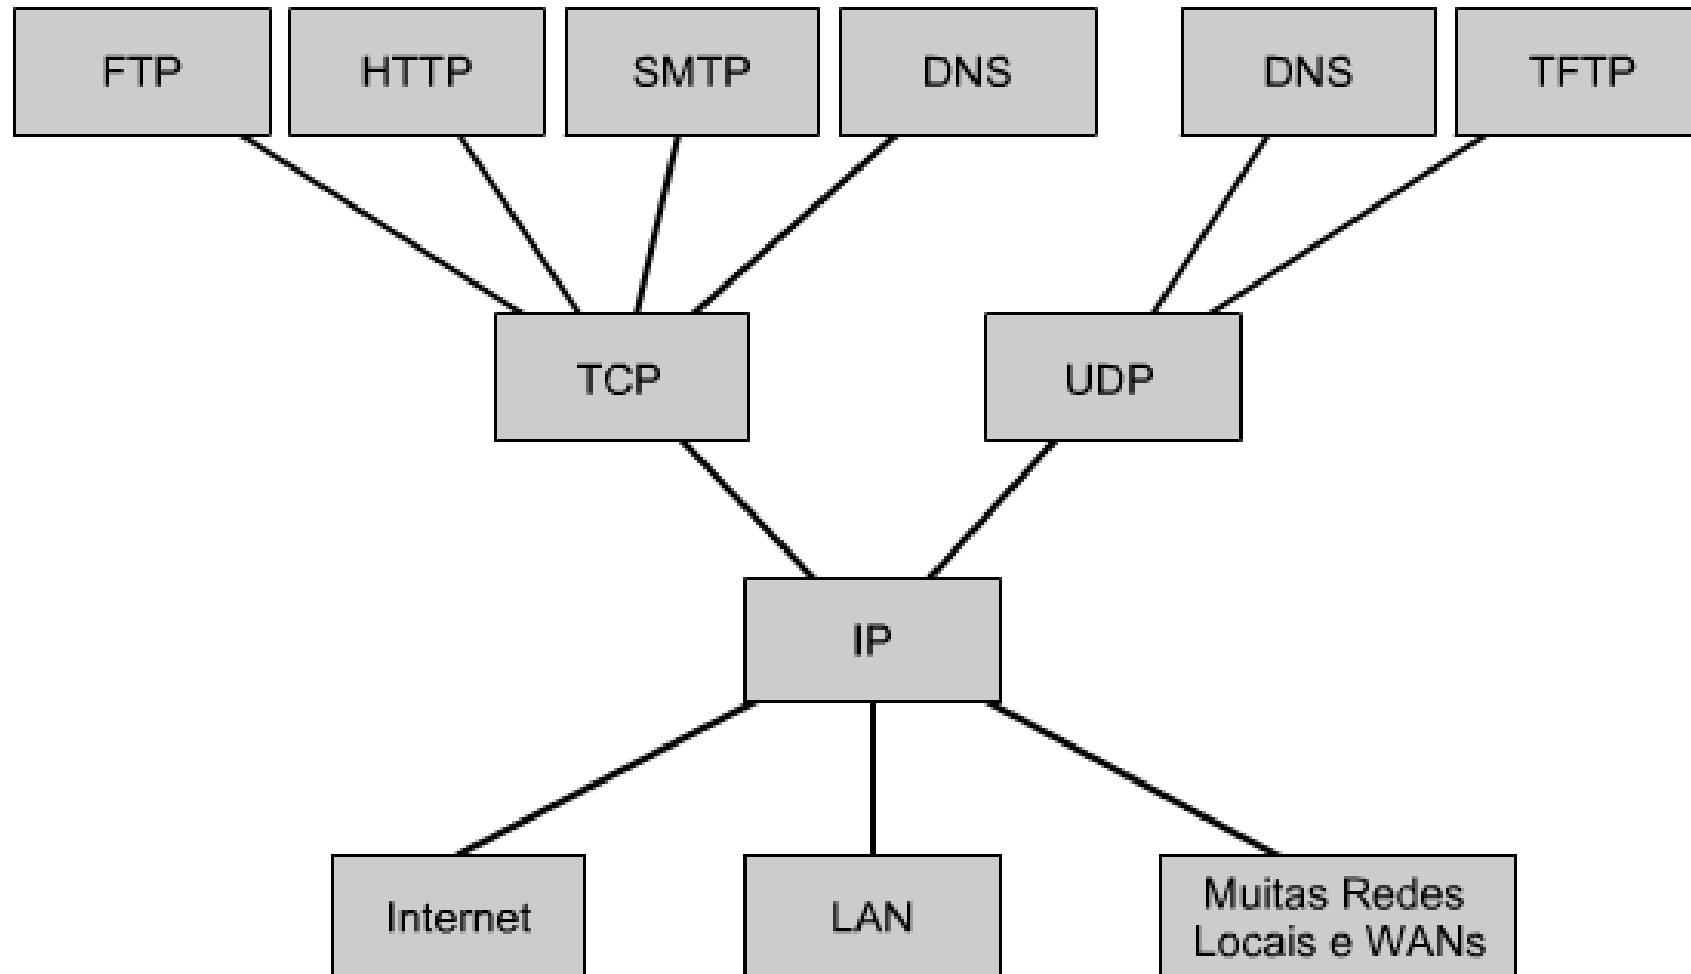 FTP
HTTP
SMTP
DNS
DNS
TFTP
TCP
UDP
IP
Internet
LAN
Muitas Redes
Locais e WANs